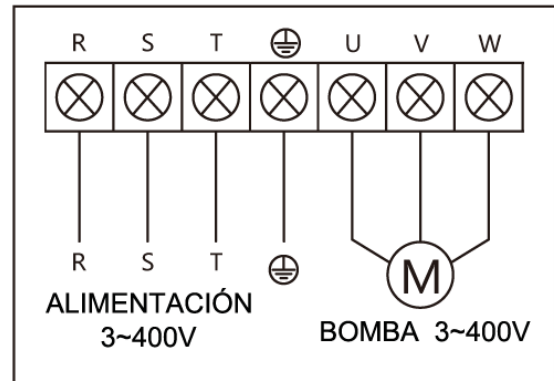 R S T U V W
R S T
M
ALIMENTACIÓN
3~400V
BOMBA 3~400V